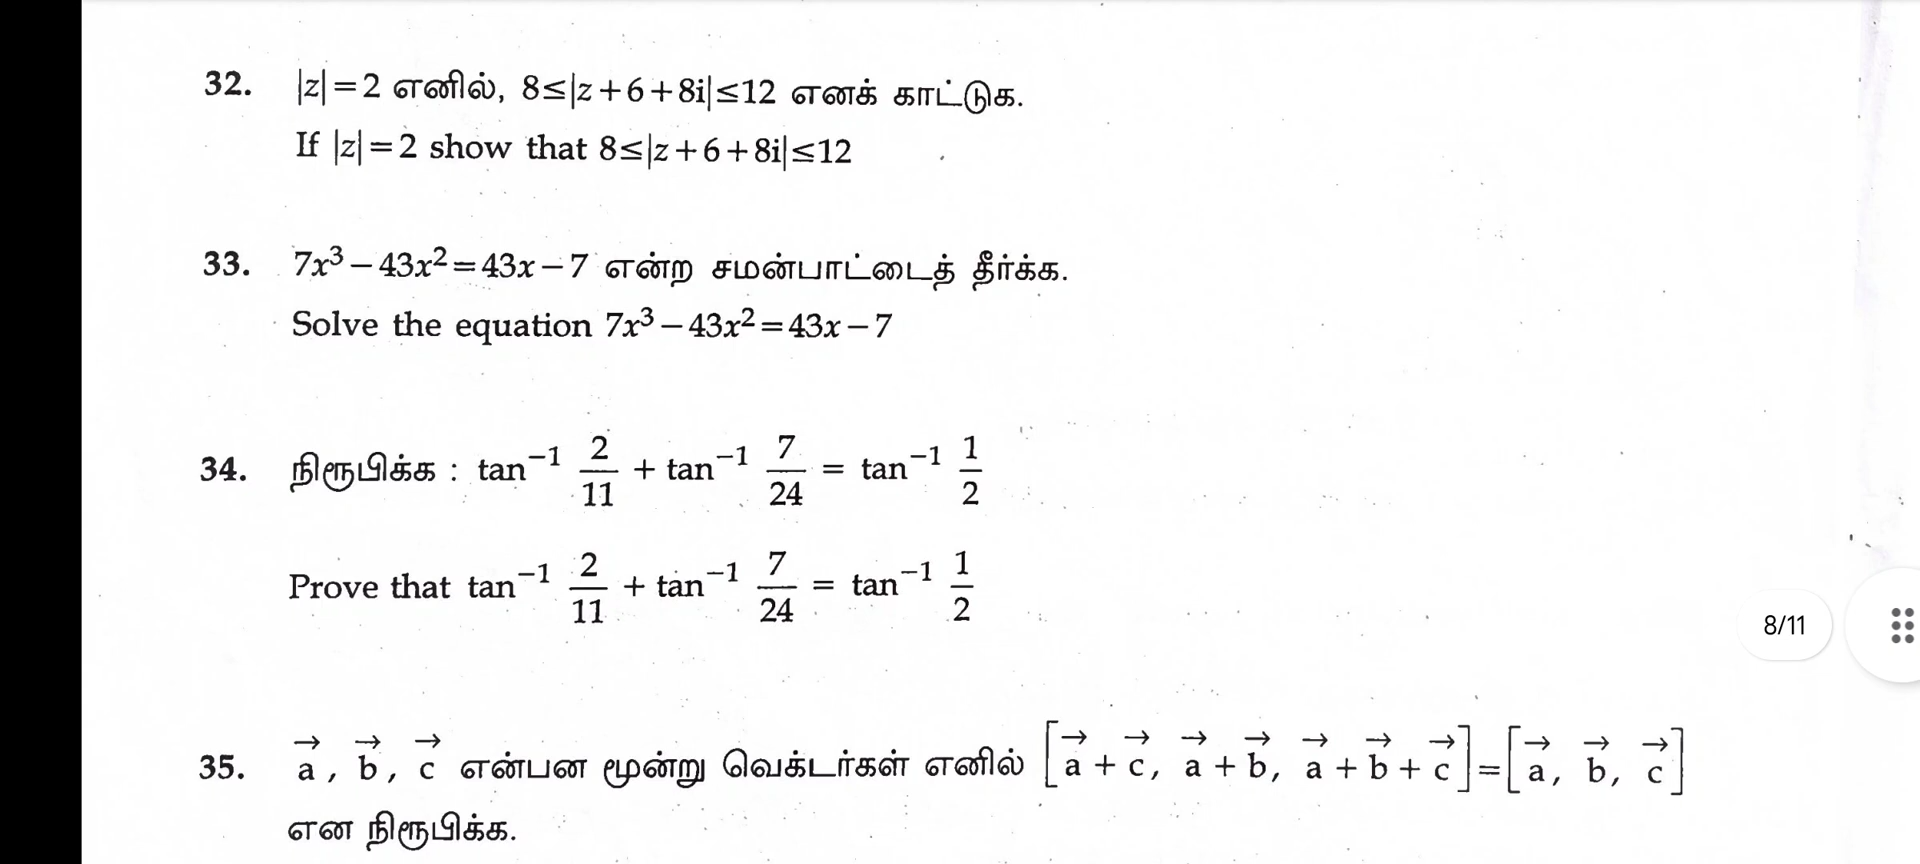 32. |z|=2 எனில், 8≤|z+6+8i|≤12 எனக் காட்டுக.
If |z|=2 show that 8≤|z+6+8i|≤12
33. 7x³−43x²=43x−7 என்ற சமன்பாட்டைத் தீர்க்க.
Solve the equation 7x³−43x²=43x−7
34. நிரூபிக்க : tan⁻¹ 2/11 + tan⁻¹ 7/24 = tan⁻¹ 1/2
Prove that tan⁻¹ 2/11 + tan⁻¹ 7/24 = tan⁻¹ 1/2
8/11
35. a⃗, b⃗, c⃗ என்பன மூன்று வெக்டர்கள் எனில் [a⃗+c⃗, a⃗+b⃗, a⃗+b⃗+c⃗]=[a⃗, b⃗, c⃗]
என நிரூபிக்க.